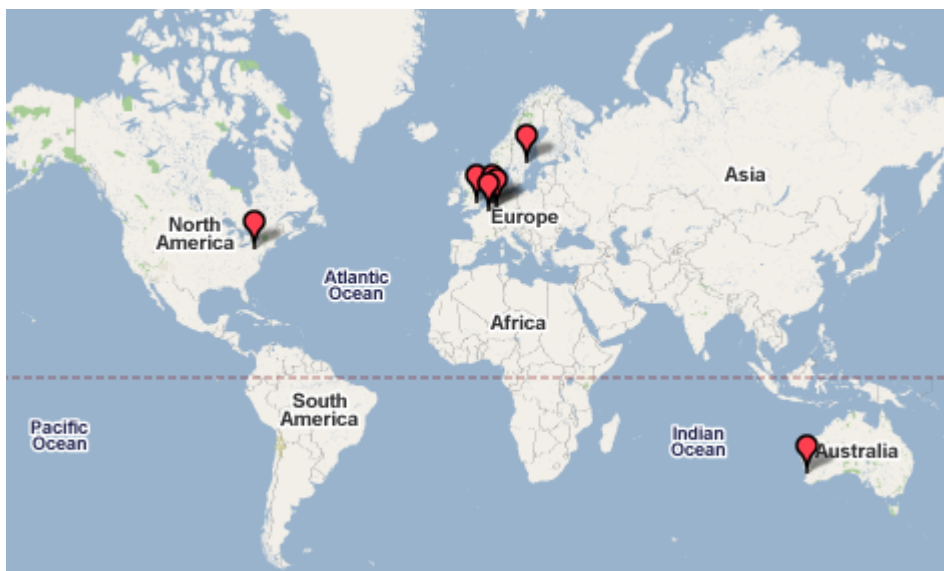 Asia
Europe
North
America
Atlantic
Ocean
Africa
South
America
Pacific
Ocean
Indian
Ocean
Australia